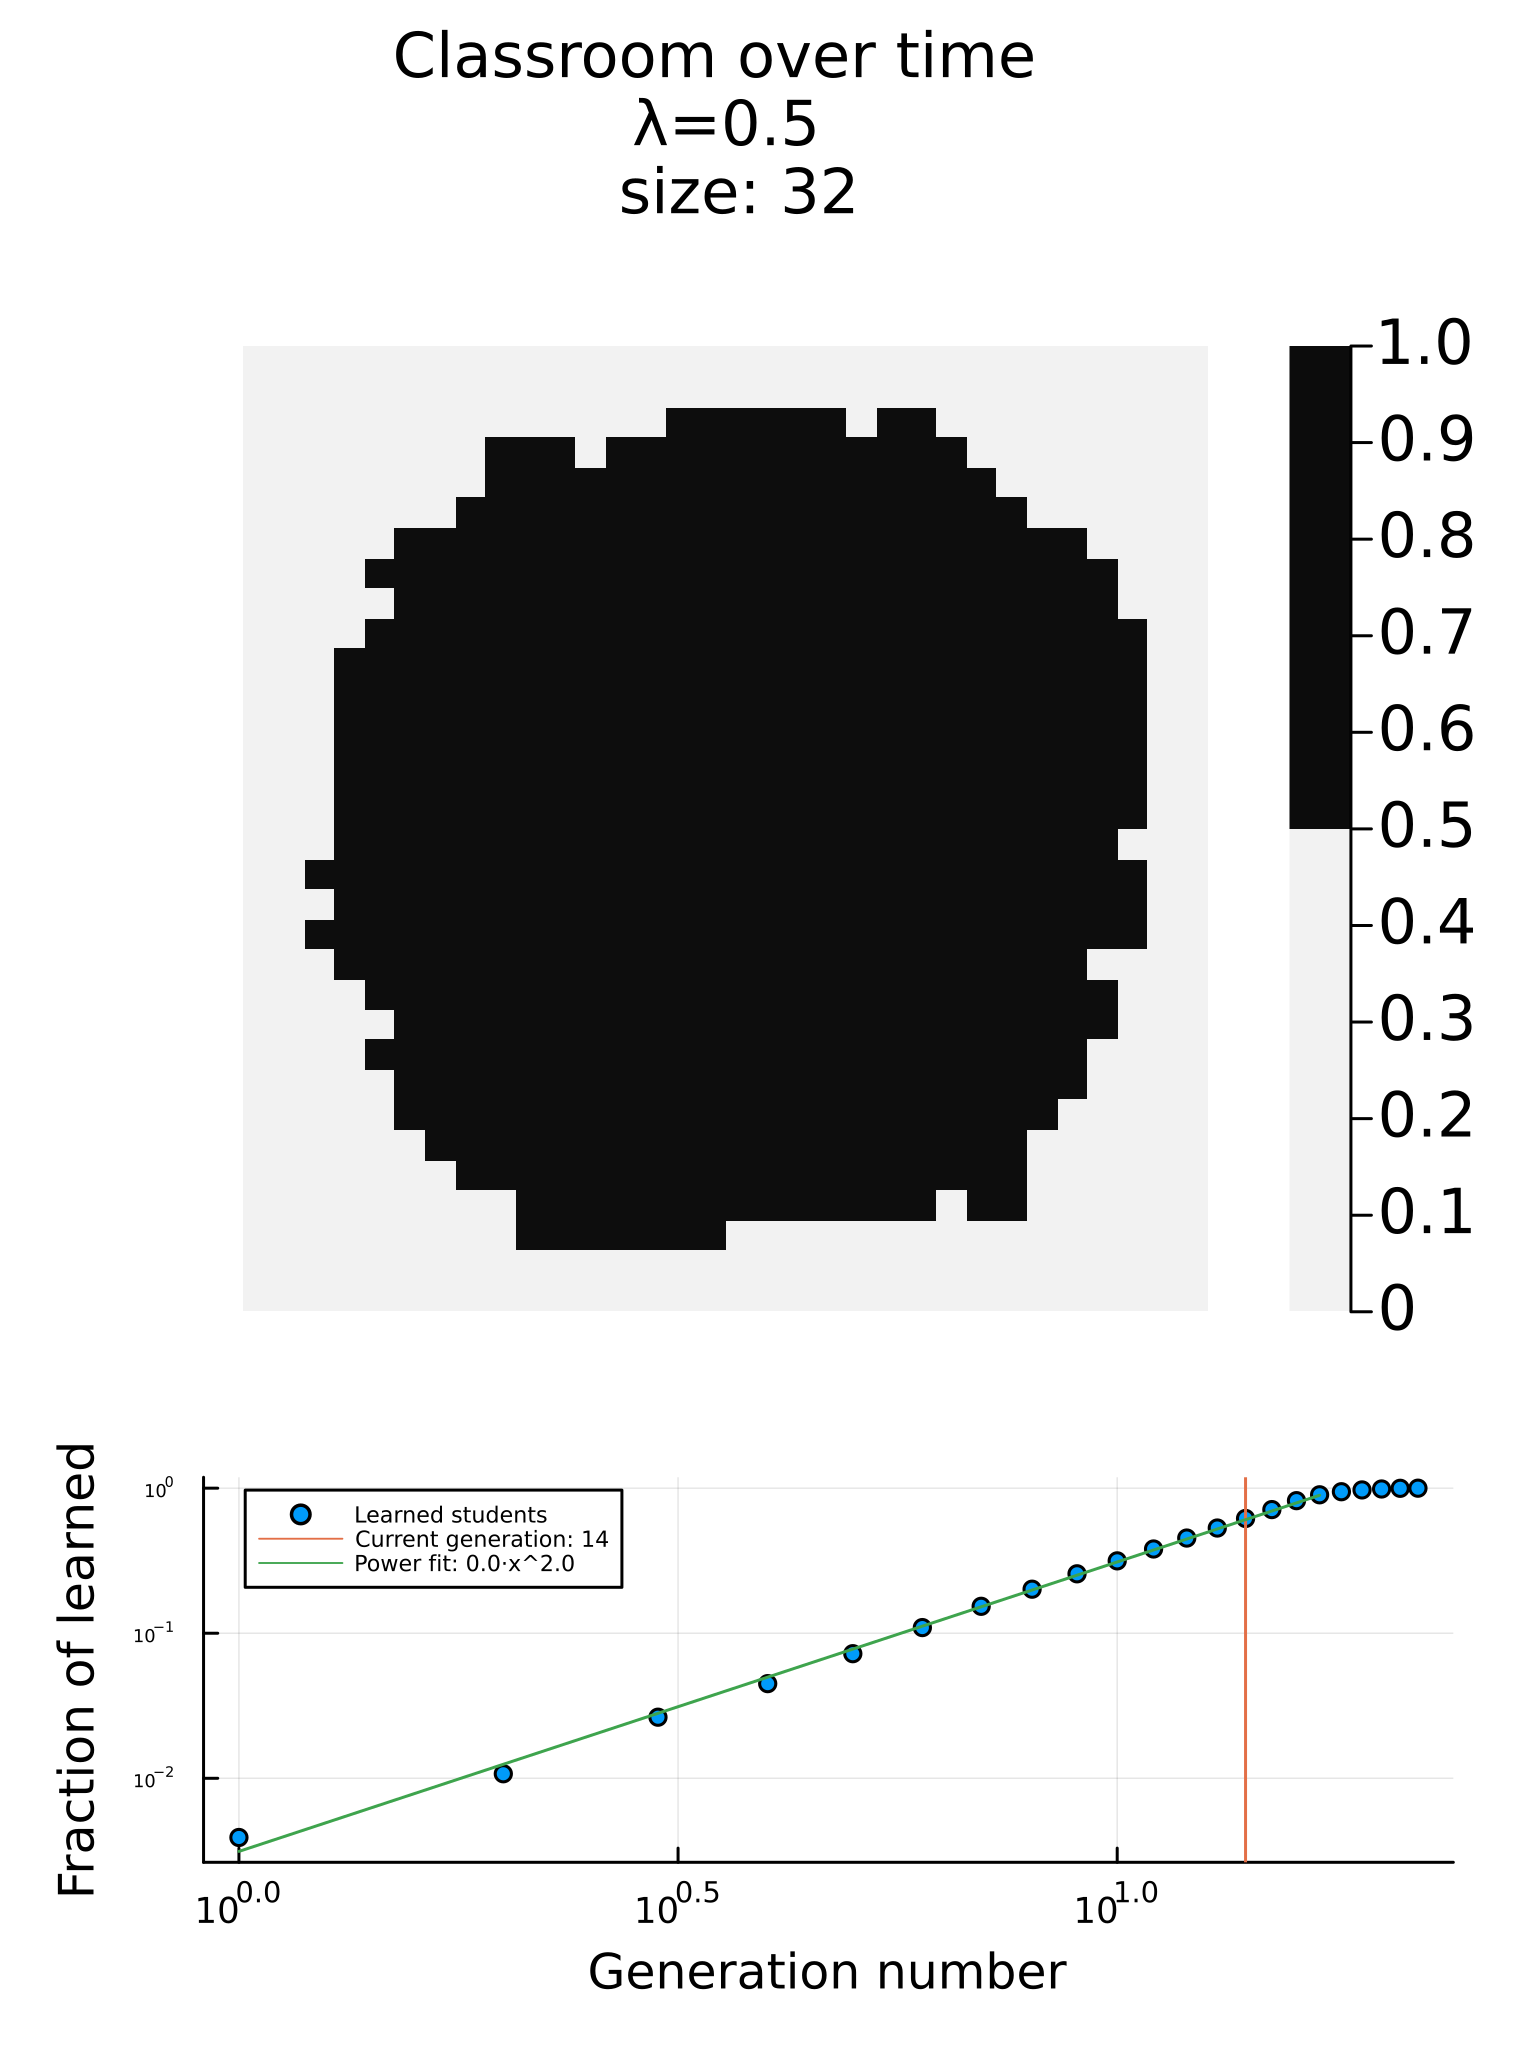 Classroom over time
λ=0.5
size: 32
1.0
0.9
0.8
0.7
0.6
0.5
0.4
0.3
0.2
0.1
0
Fraction of learned
10^0
10^−1
10^−2
Learned students
Current generation: 14
Power fit: 0.0·x^2.0
10^0.0
10^0.5
10^1.0
Generation number